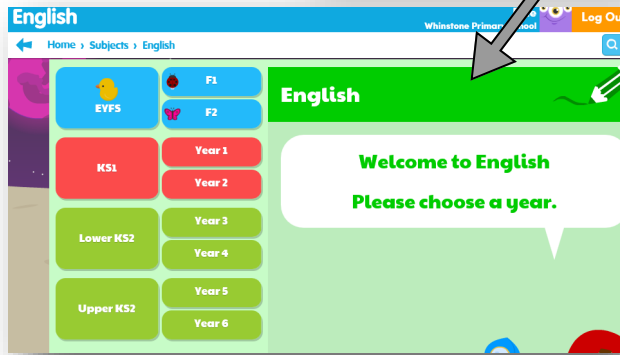 English
Whinstone Primary School
Log Ou
Home › Subjects › English
EYFS
F1
F2
English
KS1
Year 1
Year 2
Welcome to English
Please choose a year.
Lower KS2
Year 3
Year 4
Upper KS2
Year 5
Year 6